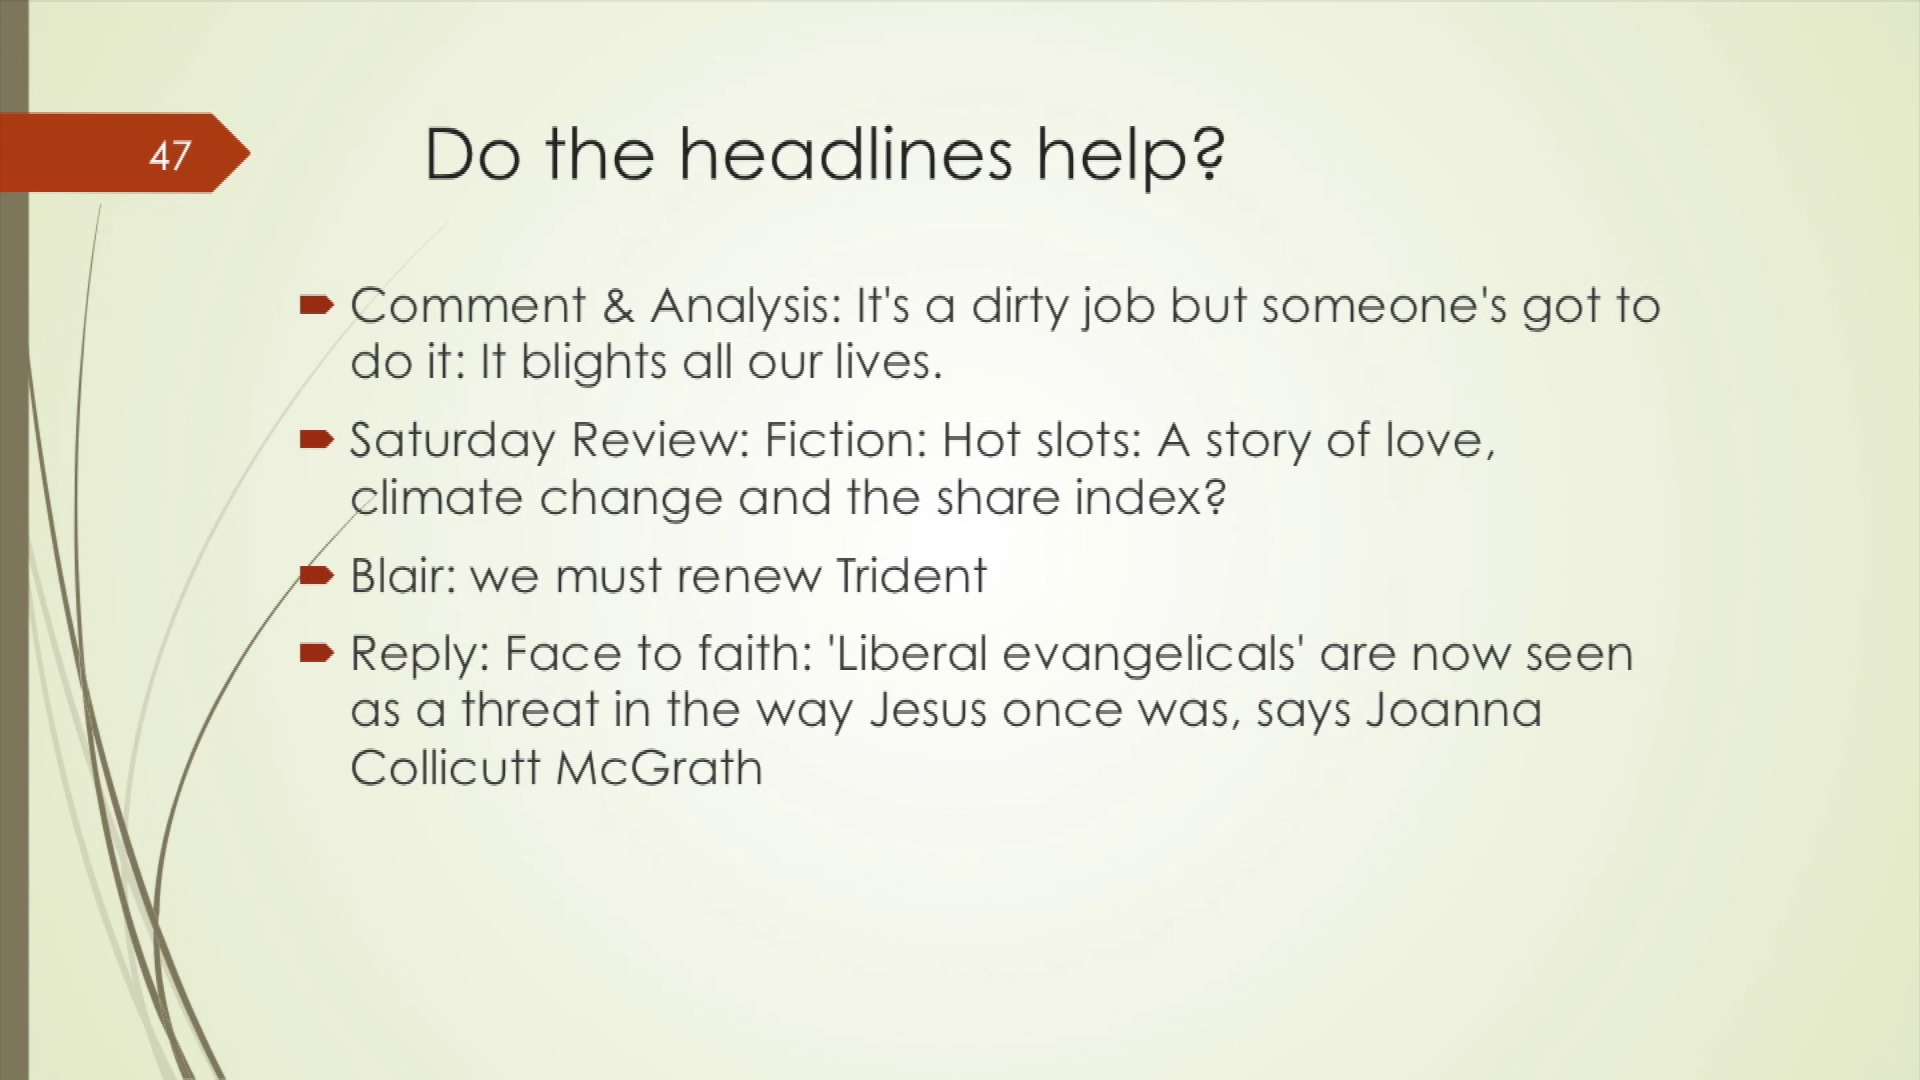 47
Do the headlines help?
Comment & Analysis: It's a dirty job but someone's got to
do it: It blights all our lives.
Saturday Review: Fiction: Hot slots: A story of love,
climate change and the share index?
Blair: we must renew Trident
Reply: Face to faith: 'Liberal evangelicals' are now seen
as a threat in the way Jesus once was, says Joanna
Collicutt McGrath